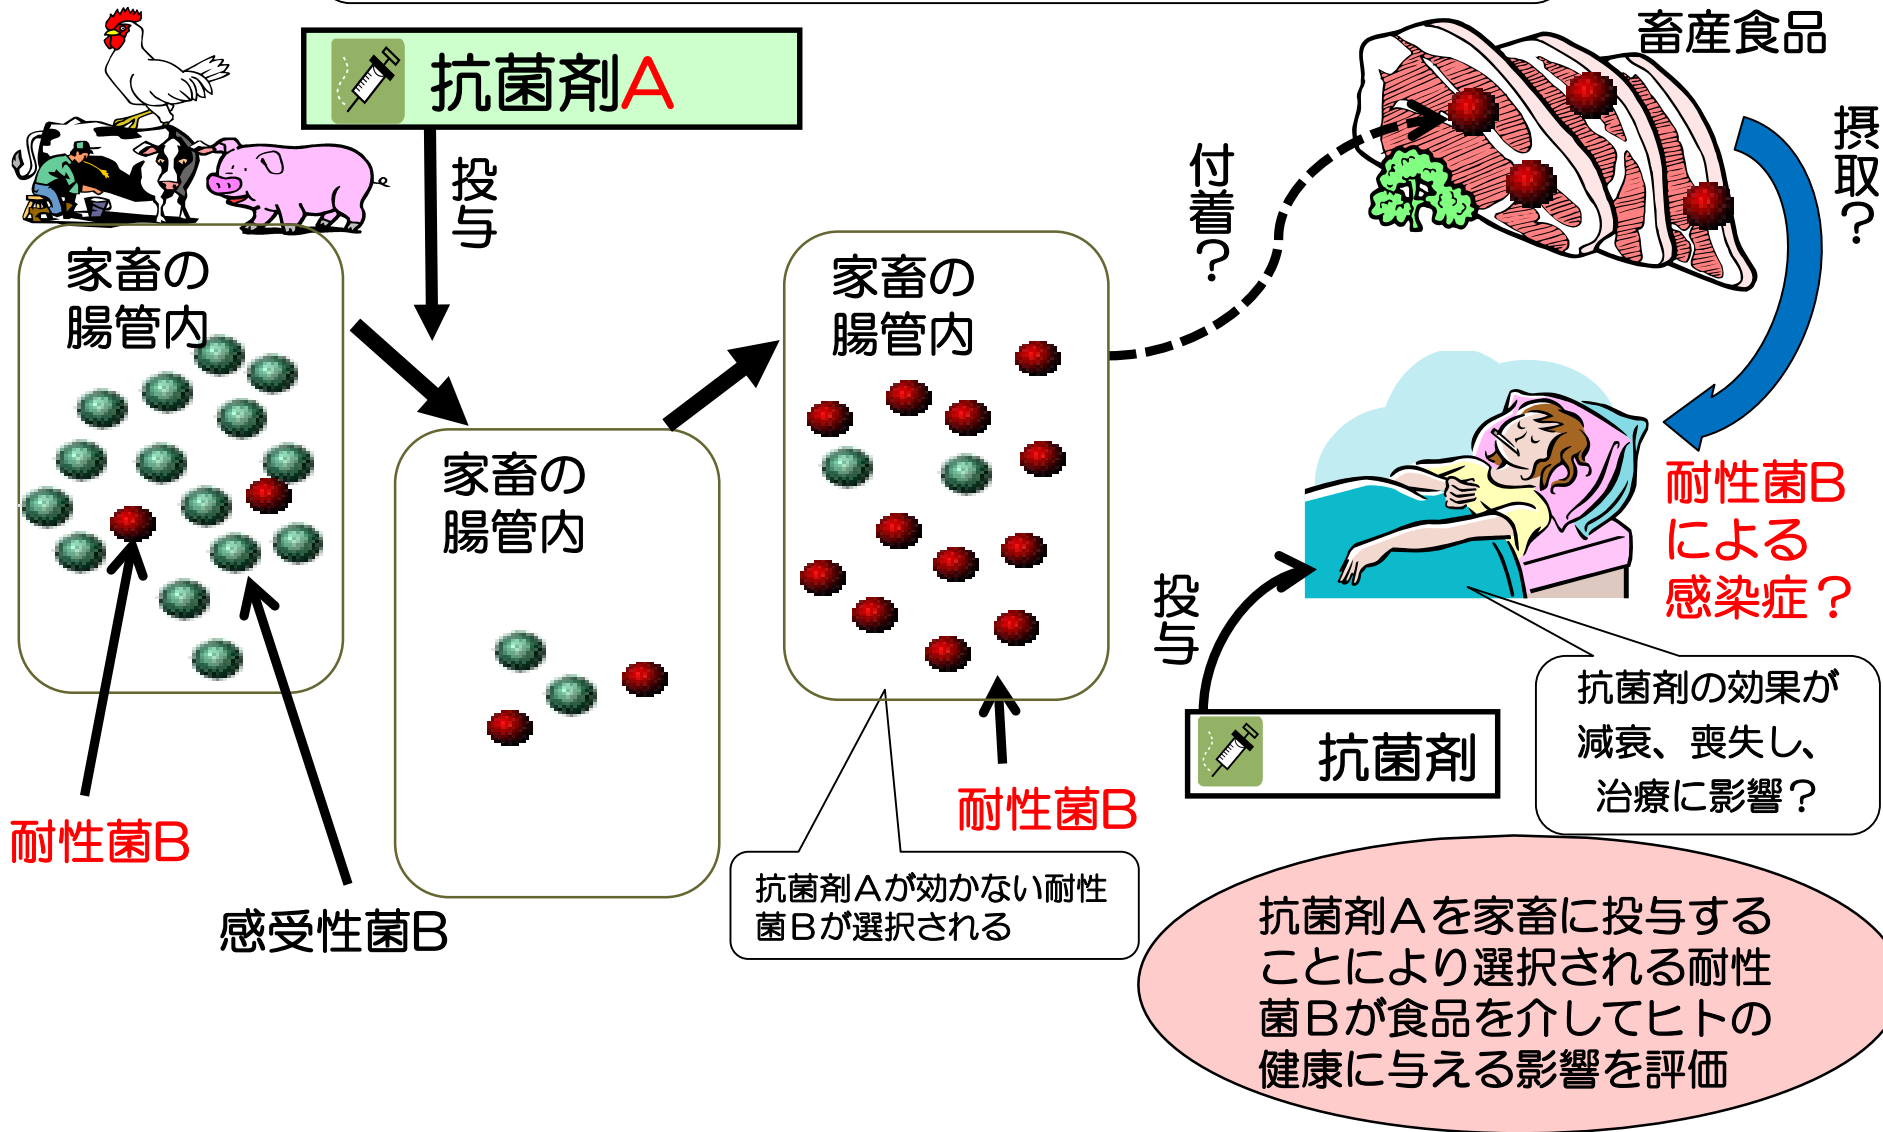 抗菌剤A
投与
家畜の
腸管内
耐性菌B
感受性菌B
家畜の
腸管内
家畜の
腸管内
耐性菌B
抗菌剤Aが効かない耐性
菌Bが選択される
付着?
畜産食品
摂取?
耐性菌B
による
感染症?
投与
抗菌剤
抗菌剤の効果が
減衰、喪失し、
治療に影響?
抗菌剤Aを家畜に投与する
ことにより選択される耐性
菌Bが食品を介してヒトの
健康に与える影響を評価